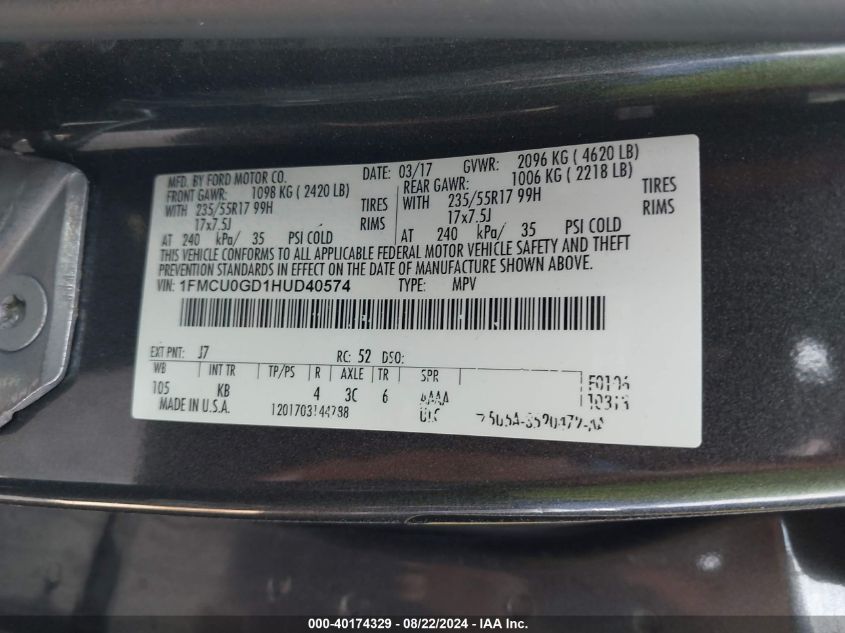 MFD. BY FORD MOTOR CO. DATE: 03/17 GVWR: 2096 KG ( 4620 LB)
FRONT GAWR: 1098 KG ( 2420 LB) REAR GAWR: 1006 KG ( 2218 LB)
WITH 235/55R17 99H TIRES WITH 235/55R17 99H TIRES
17x7.5J RIMS 17x7.5J RIMS
AT 240 kPa/ 35 PSI COLD AT 240 kPa/ 35 PSI COLD
THIS VEHICLE CONFORMS TO ALL APPLICABLE FEDERAL MOTOR VEHICLE SAFETY AND THEFT
PREVENTION STANDARDS IN EFFECT ON THE DATE OF MANUFACTURE SHOWN ABOVE.
VIN: 1FMCU0GD1HUD40574 TYPE: MPV
EXT PNT: J7 RC: 52 DSO:
WB INT TR TP/PS R AXLE TR SPR
105 KB 4 3C 6 AAAA
MADE IN U.S.A. ULC
000-40174329 - 08/22/2024 - IAA Inc.